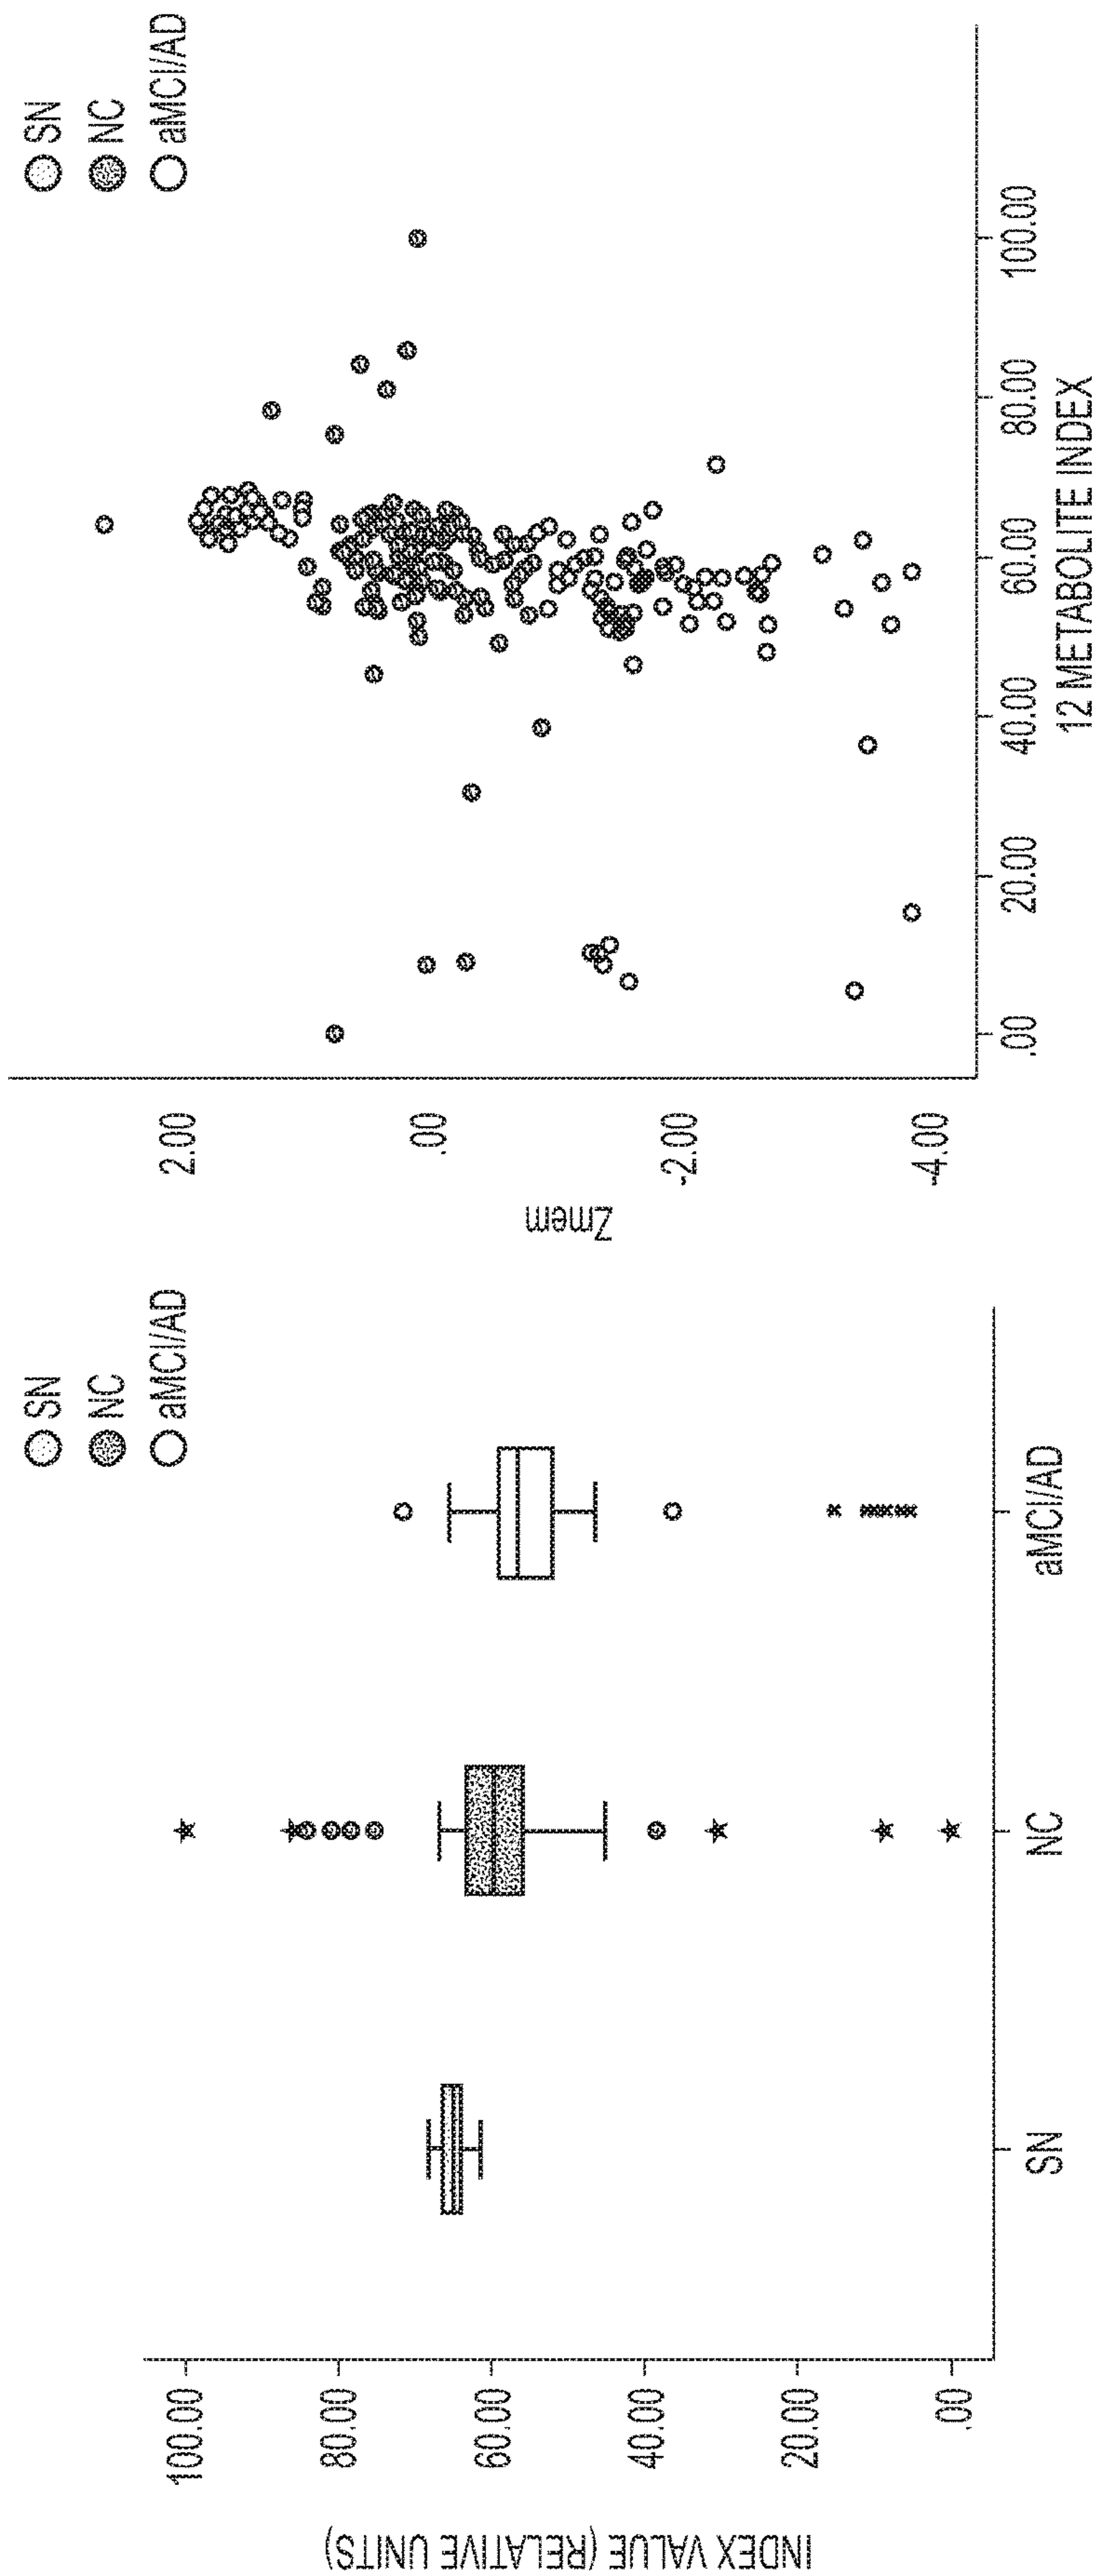 SN
NC
aMCI/AD
INDEX VALUE (RELATIVE UNITS)
100.00
80.00
60.00
40.00
20.00
.00
SN
NC
aMCI/AD
SN
NC
aMCI/AD
Zmem
2.00
.00
-2.00
-4.00
.00
20.00
40.00
60.00
80.00
100.00
12 METABOLITE INDEX